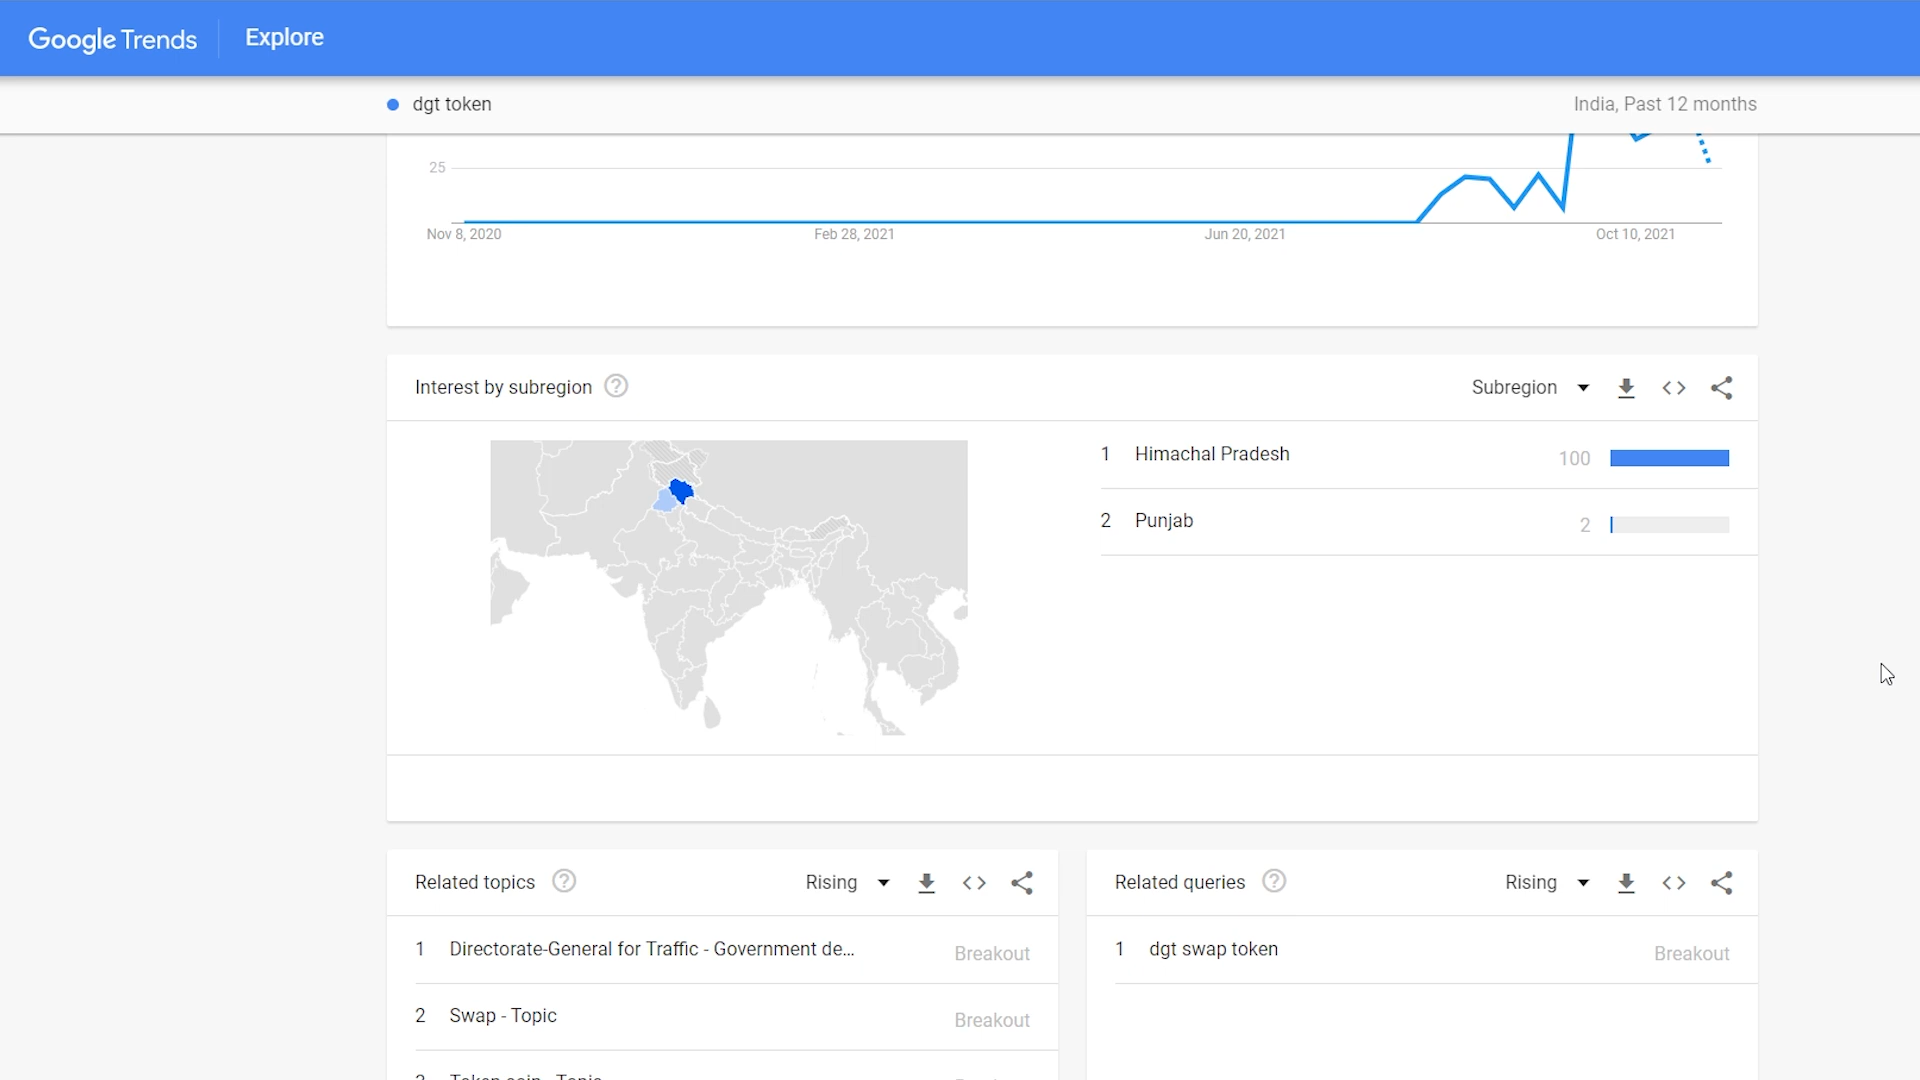 Google Trends
Explore
dgt token
India, Past 12 months
25
Nov 8, 2020
Feb 28, 2021
Jun 20, 2021
Oct 10, 2021
Interest by subregion
Subregion
1 Himachal Pradesh 100
2 Punjab 2
Related topics
Rising
1 Directorate-General for Traffic - Government de... Breakout
2 Swap - Topic Breakout
Related queries
Rising
1 dgt swap token Breakout